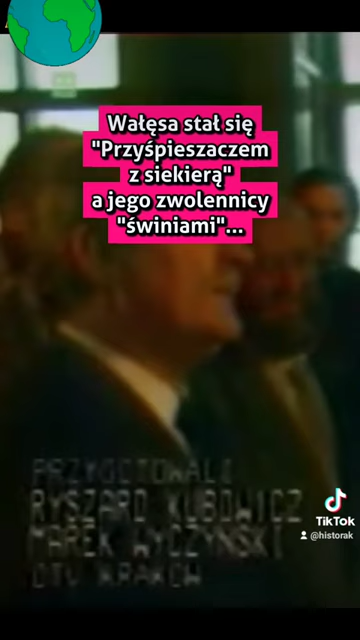 Wałęsa stał się
"Przyśpieszaczem
z siekierą"
a jego zwolennicy
"świniami"...
PRZYGOTOWALI
RYSZARD KUBOWICZ
MAREK WYCZYŃSKI
OTV KRAKÓW
TikTok
@historak